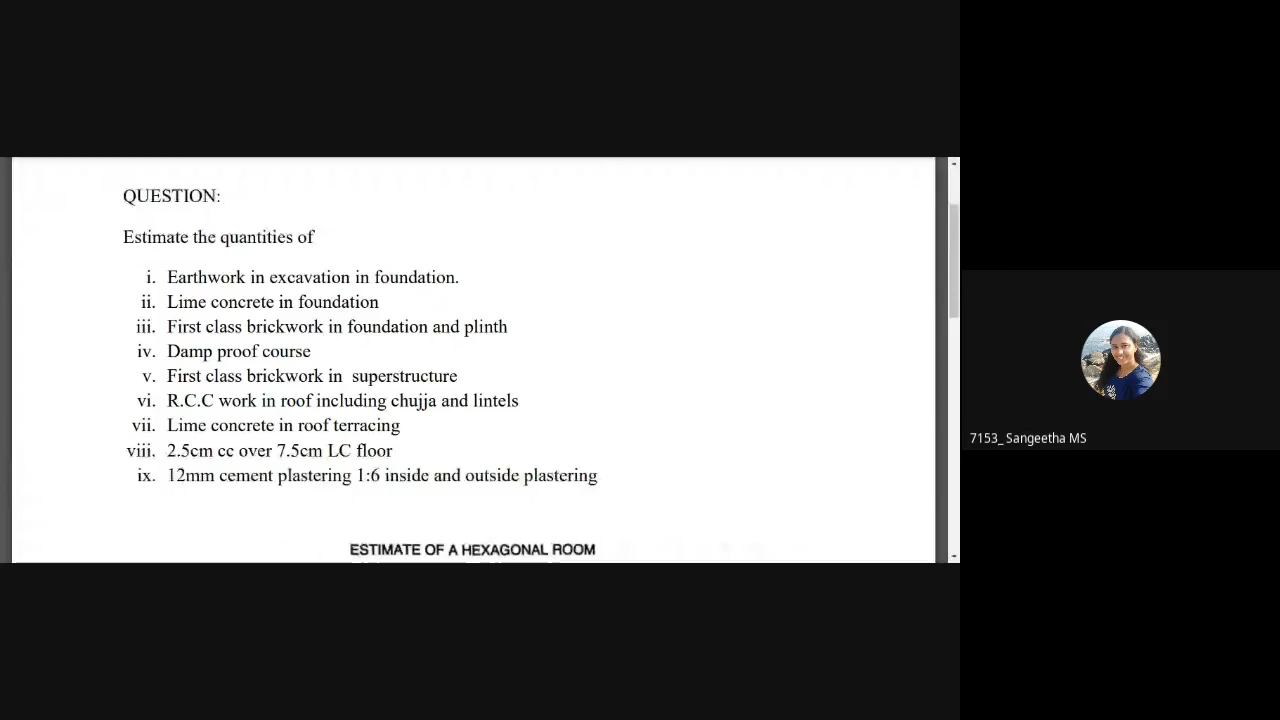 QUESTION:
Estimate the quantities of
i. Earthwork in excavation in foundation.
ii. Lime concrete in foundation
iii. First class brickwork in foundation and plinth
iv. Damp proof course
v. First class brickwork in superstructure
vi. R.C.C work in roof including chujja and lintels
vii. Lime concrete in roof terracing
viii. 2.5cm cc over 7.5cm LC floor
ix. 12mm cement plastering 1:6 inside and outside plastering
ESTIMATE OF A HEXAGONAL ROOM
7153_ Sangeetha MS